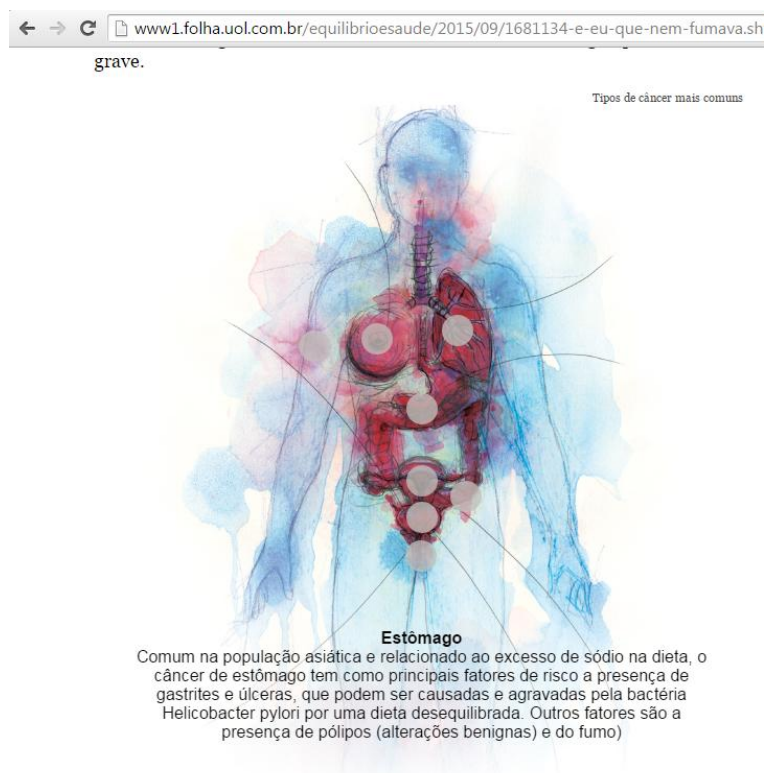 www1.folha.uol.com.br/equilibrioesaude/2015/09/1681134-e-eu-que-nem-fumava.sh
grave.
Tipos de câncer mais comuns
Estômago
Comum na população asiática e relacionado ao excesso de sódio na dieta, o
câncer de estômago tem como principais fatores de risco a presença de
gastrites e úlceras, que podem ser causadas e agravadas pela bactéria
Helicobacter pylori por uma dieta desequilibrada. Outros fatores são a
presença de pólipos (alterações benignas) e do fumo)